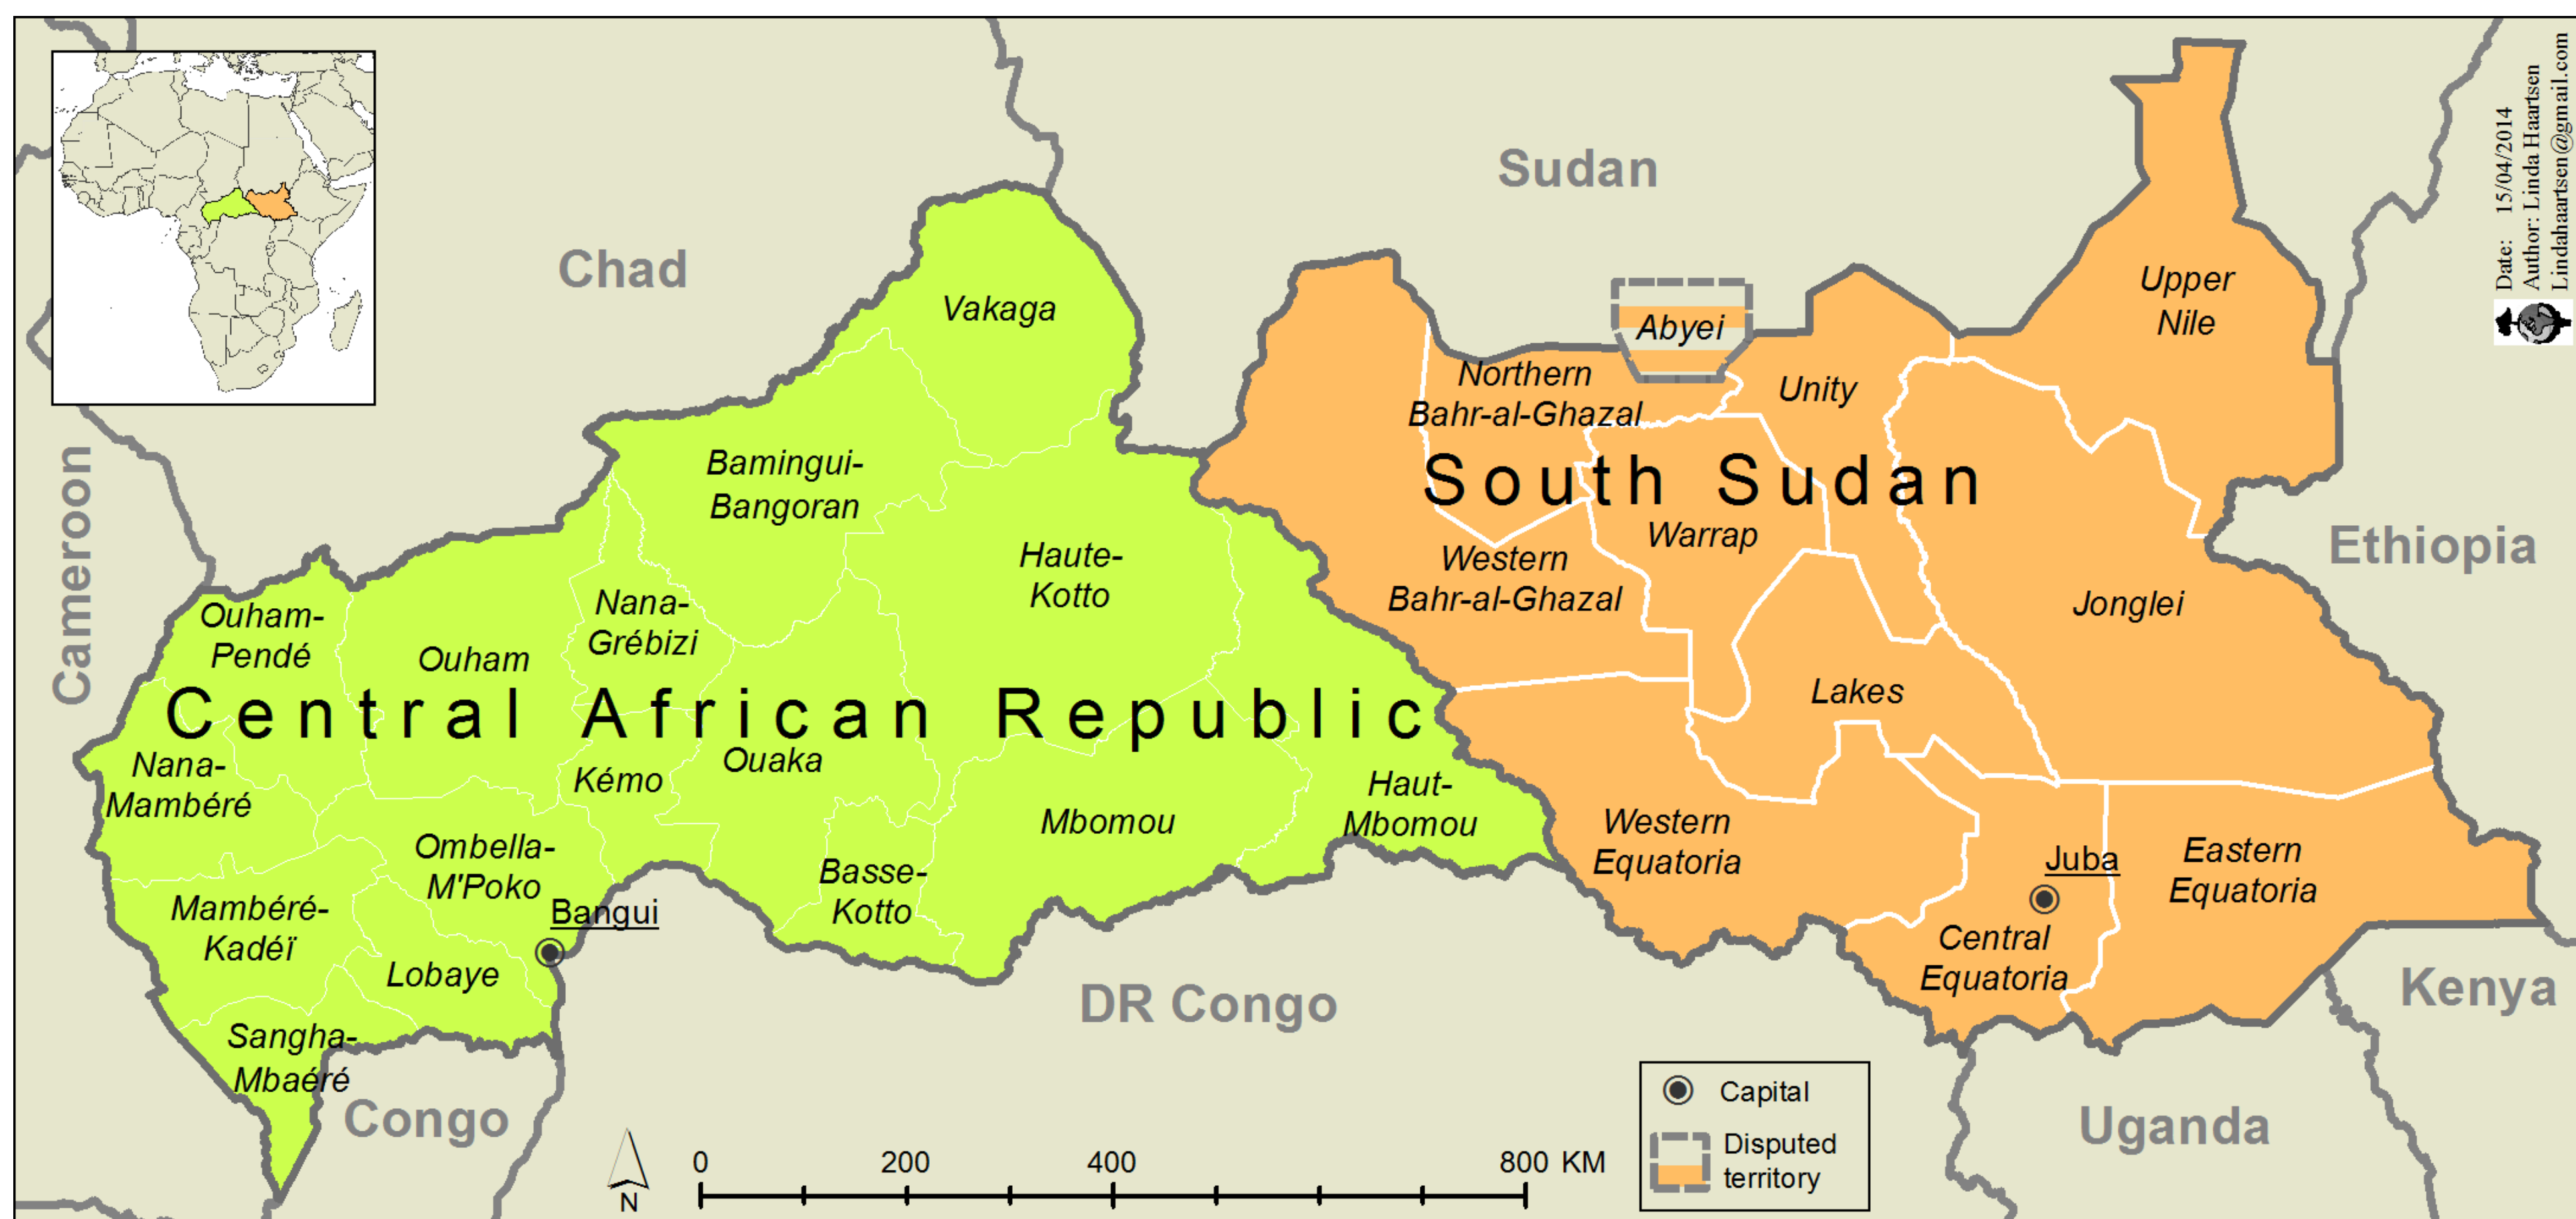 Date: 15/04/2014
Author: Linda Haartsen
Lindahaartsen@gmail.com
Sudan
Chad
Cameroon
Ethiopia
Kenya
Uganda
DR Congo
Congo
Central African Republic
Vakaga
Bamingui-
Bangoran
Haute-
Kotto
Nana-
Grébizi
Ouham-
Pendé
Ouham
Nana-
Mambéré
Kémo
Ouaka
Haut-
Mbomou
Mbomou
Basse-
Kotto
Ombella-
M'Poko
Bangui
Mambéré-
Kadéï
Lobaye
Sangha-
Mbaéré
South Sudan
Upper
Nile
Abyei
Northern
Bahr-al-Ghazal
Unity
Warrap
Western
Bahr-al-Ghazal
Jonglei
Lakes
Western
Equatoria
Juba
Eastern
Equatoria
Central
Equatoria
N
0 200 400 800 KM
Capital
Disputed
territory